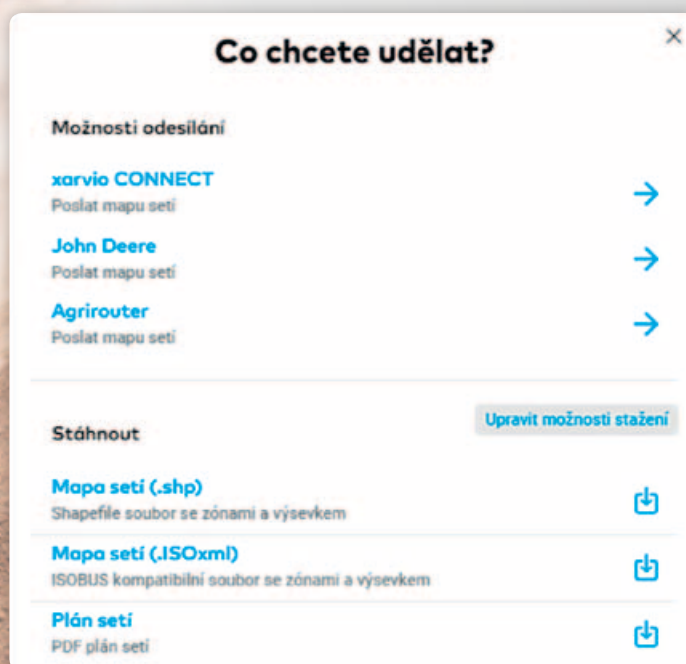 Co chcete udělat?
Možnosti odesílání
xarvio CONNECT
Poslat mapu setí
John Deere
Poslat mapu setí
Agrirouter
Poslat mapu setí
Stáhnout
Upravit možnosti stažení
Mapa setí (.shp)
Shapefile soubor se zónami a výsevkem
Mapa setí (.ISOxml)
ISOBUS kompatibilní soubor se zónami a výsevkem
Plán setí
PDF plán setí